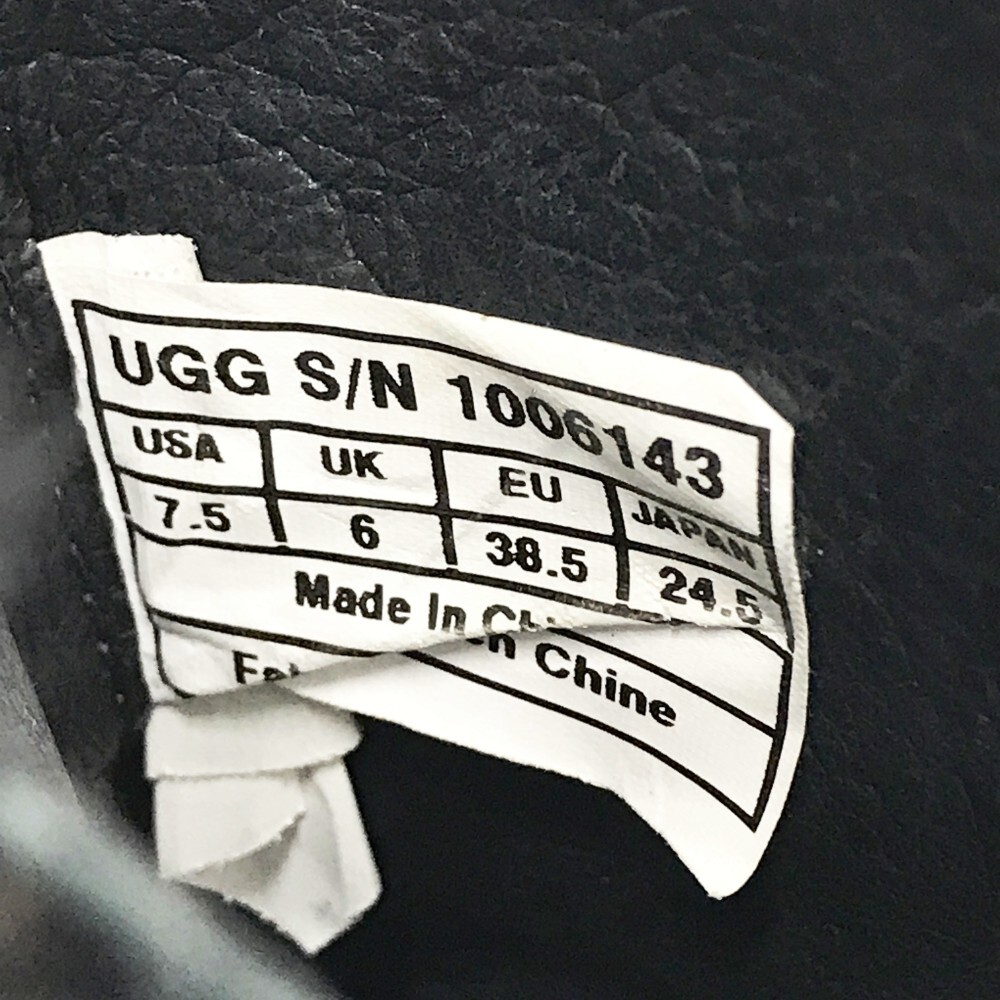 UGG S/N 1006143
USA UK EU JAPAN
7.5 6 38.5 24.5
Made In
Chine